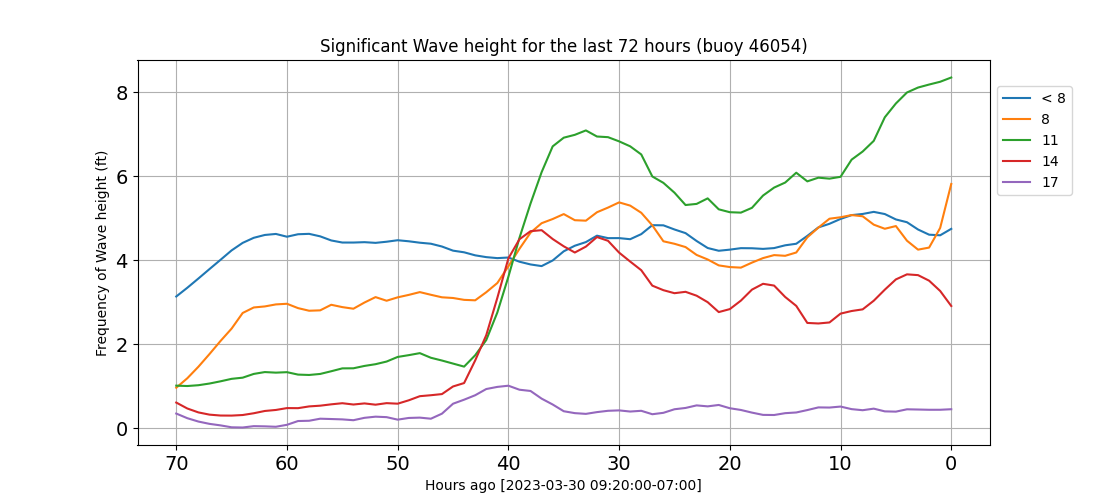 Significant Wave height for the last 72 hours (buoy 46054)
Frequency of Wave height (ft)
8
6
4
2
0
70 60 50 40 30 20 10 0
Hours ago [2023-03-30 09:20:00-07:00]
< 8
8
11
14
17